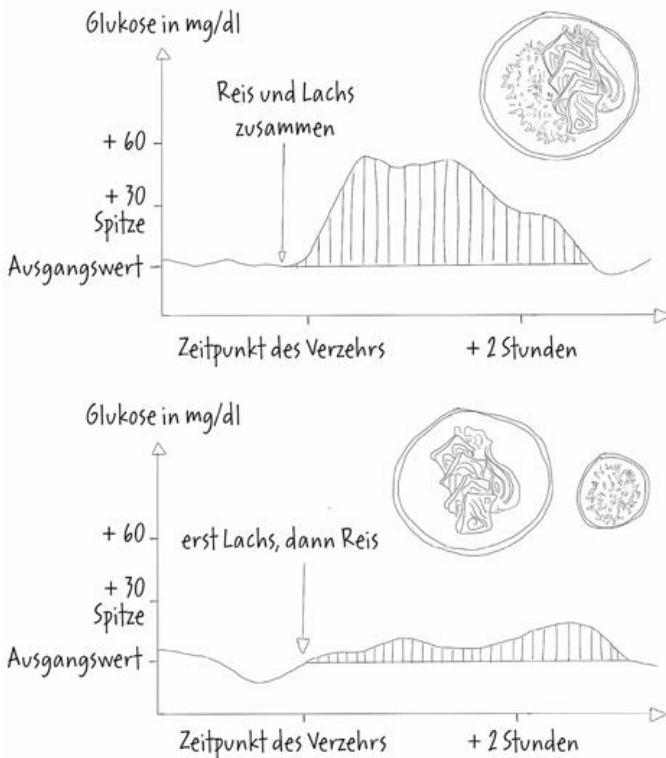 Glukose in mg/dl
Reis und Lachs
zusammen
+ 60
+ 30
Spitze
Ausgangswert
Zeitpunkt des Verzehrs
+ 2 Stunden
Glukose in mg/dl
+ 60
erst Lachs, dann Reis
+ 30
Spitze
Ausgangswert
Zeitpunkt des Verzehrs
+ 2 Stunden